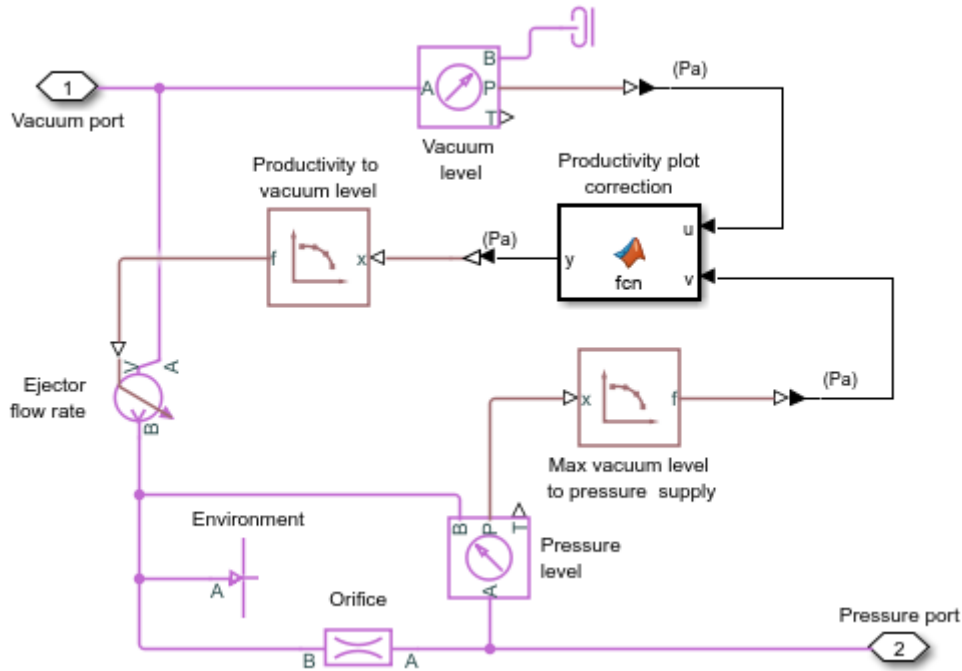 B
(Pa)
1
A
P
Vacuum port
T
Vacuum
level
Productivity to
vacuum level
Productivity plot
correction
u
(Pa)
f
x
y
v
fcn
V
A
(Pa)
Ejector
flow rate
x
f
B
Max vacuum level
to pressure supply
Environment
B
P
T
Pressure
level
A
A
Orifice
Pressure port
2
B
A